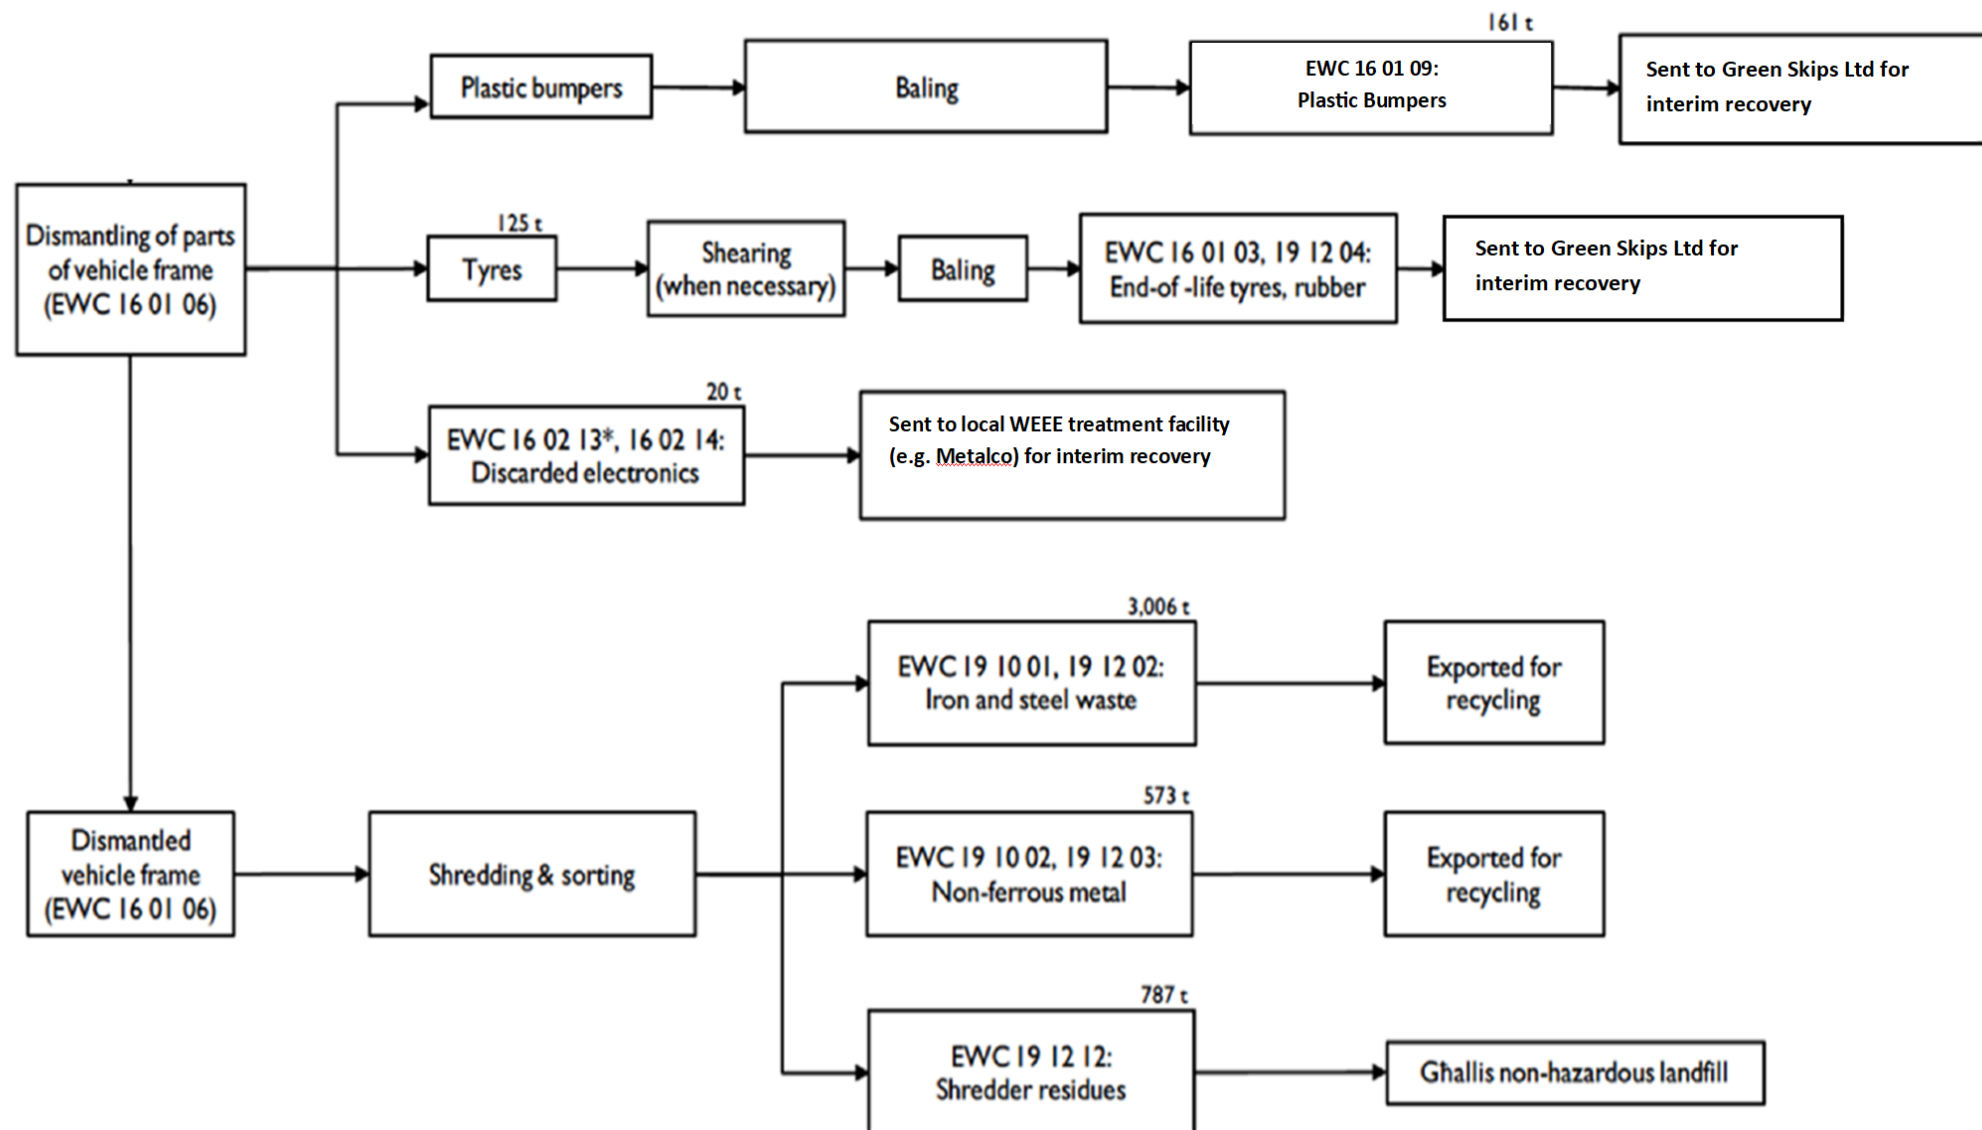 161 t
Plastic bumpers
Baling
EWC 16 01 09:
Plastic Bumpers
Sent to Green Skips Ltd for
interim recovery
Dismantling of parts
of vehicle frame
(EWC 16 01 06)
125 t
Tyres
Shearing
(when necessary)
Baling
EWC 16 01 03, 19 12 04:
End-of -life tyres, rubber
Sent to Green Skips Ltd for
interim recovery
20 t
EWC 16 02 13*, 16 02 14:
Discarded electronics
Sent to local WEEE treatment facility
(e.g. Metalco) for interim recovery
3,006 t
EWC 19 10 01, 19 12 02:
Iron and steel waste
Exported for
recycling
Dismantled
vehicle frame
(EWC 16 01 06)
Shredding & sorting
573 t
EWC 19 10 02, 19 12 03:
Non-ferrous metal
Exported for
recycling
787 t
EWC 19 12 12:
Shredder residues
Għallis non-hazardous landfill